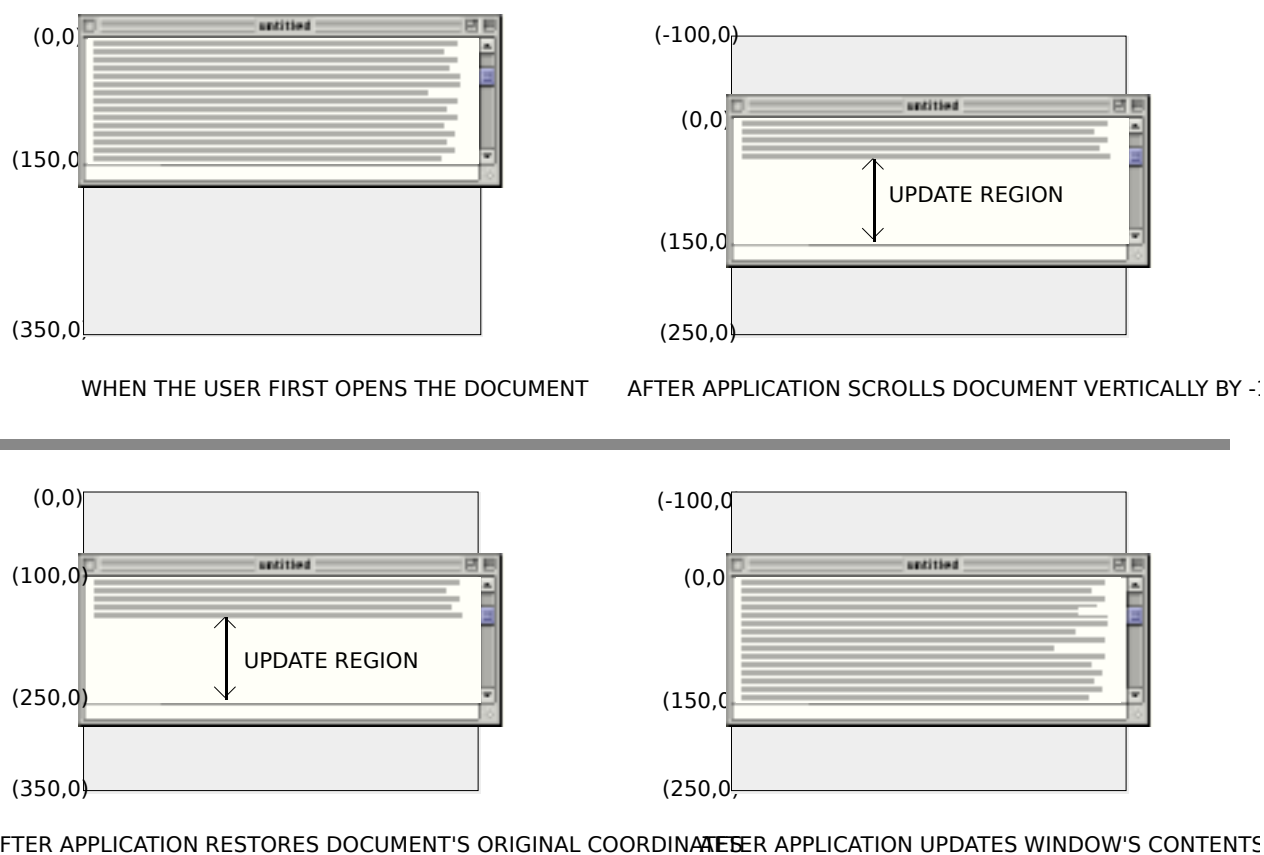 untitled
(0,0)
(150,0
(350,0
WHEN THE USER FIRST OPENS THE DOCUMENT
(-100,0)
untitled
(0,0)
UPDATE REGION
(150,0
(250,0)
AFTER APPLICATION SCROLLS DOCUMENT VERTICALLY BY -
(0,0)
untitled
(100,0)
UPDATE REGION
(250,0)
(350,0)
FTER APPLICATION RESTORES DOCUMENT'S ORIGINAL COORDINATES
(-100,0
untitled
(0,0
(150,0
(250,0
AFTER APPLICATION UPDATES WINDOW'S CONTENTS